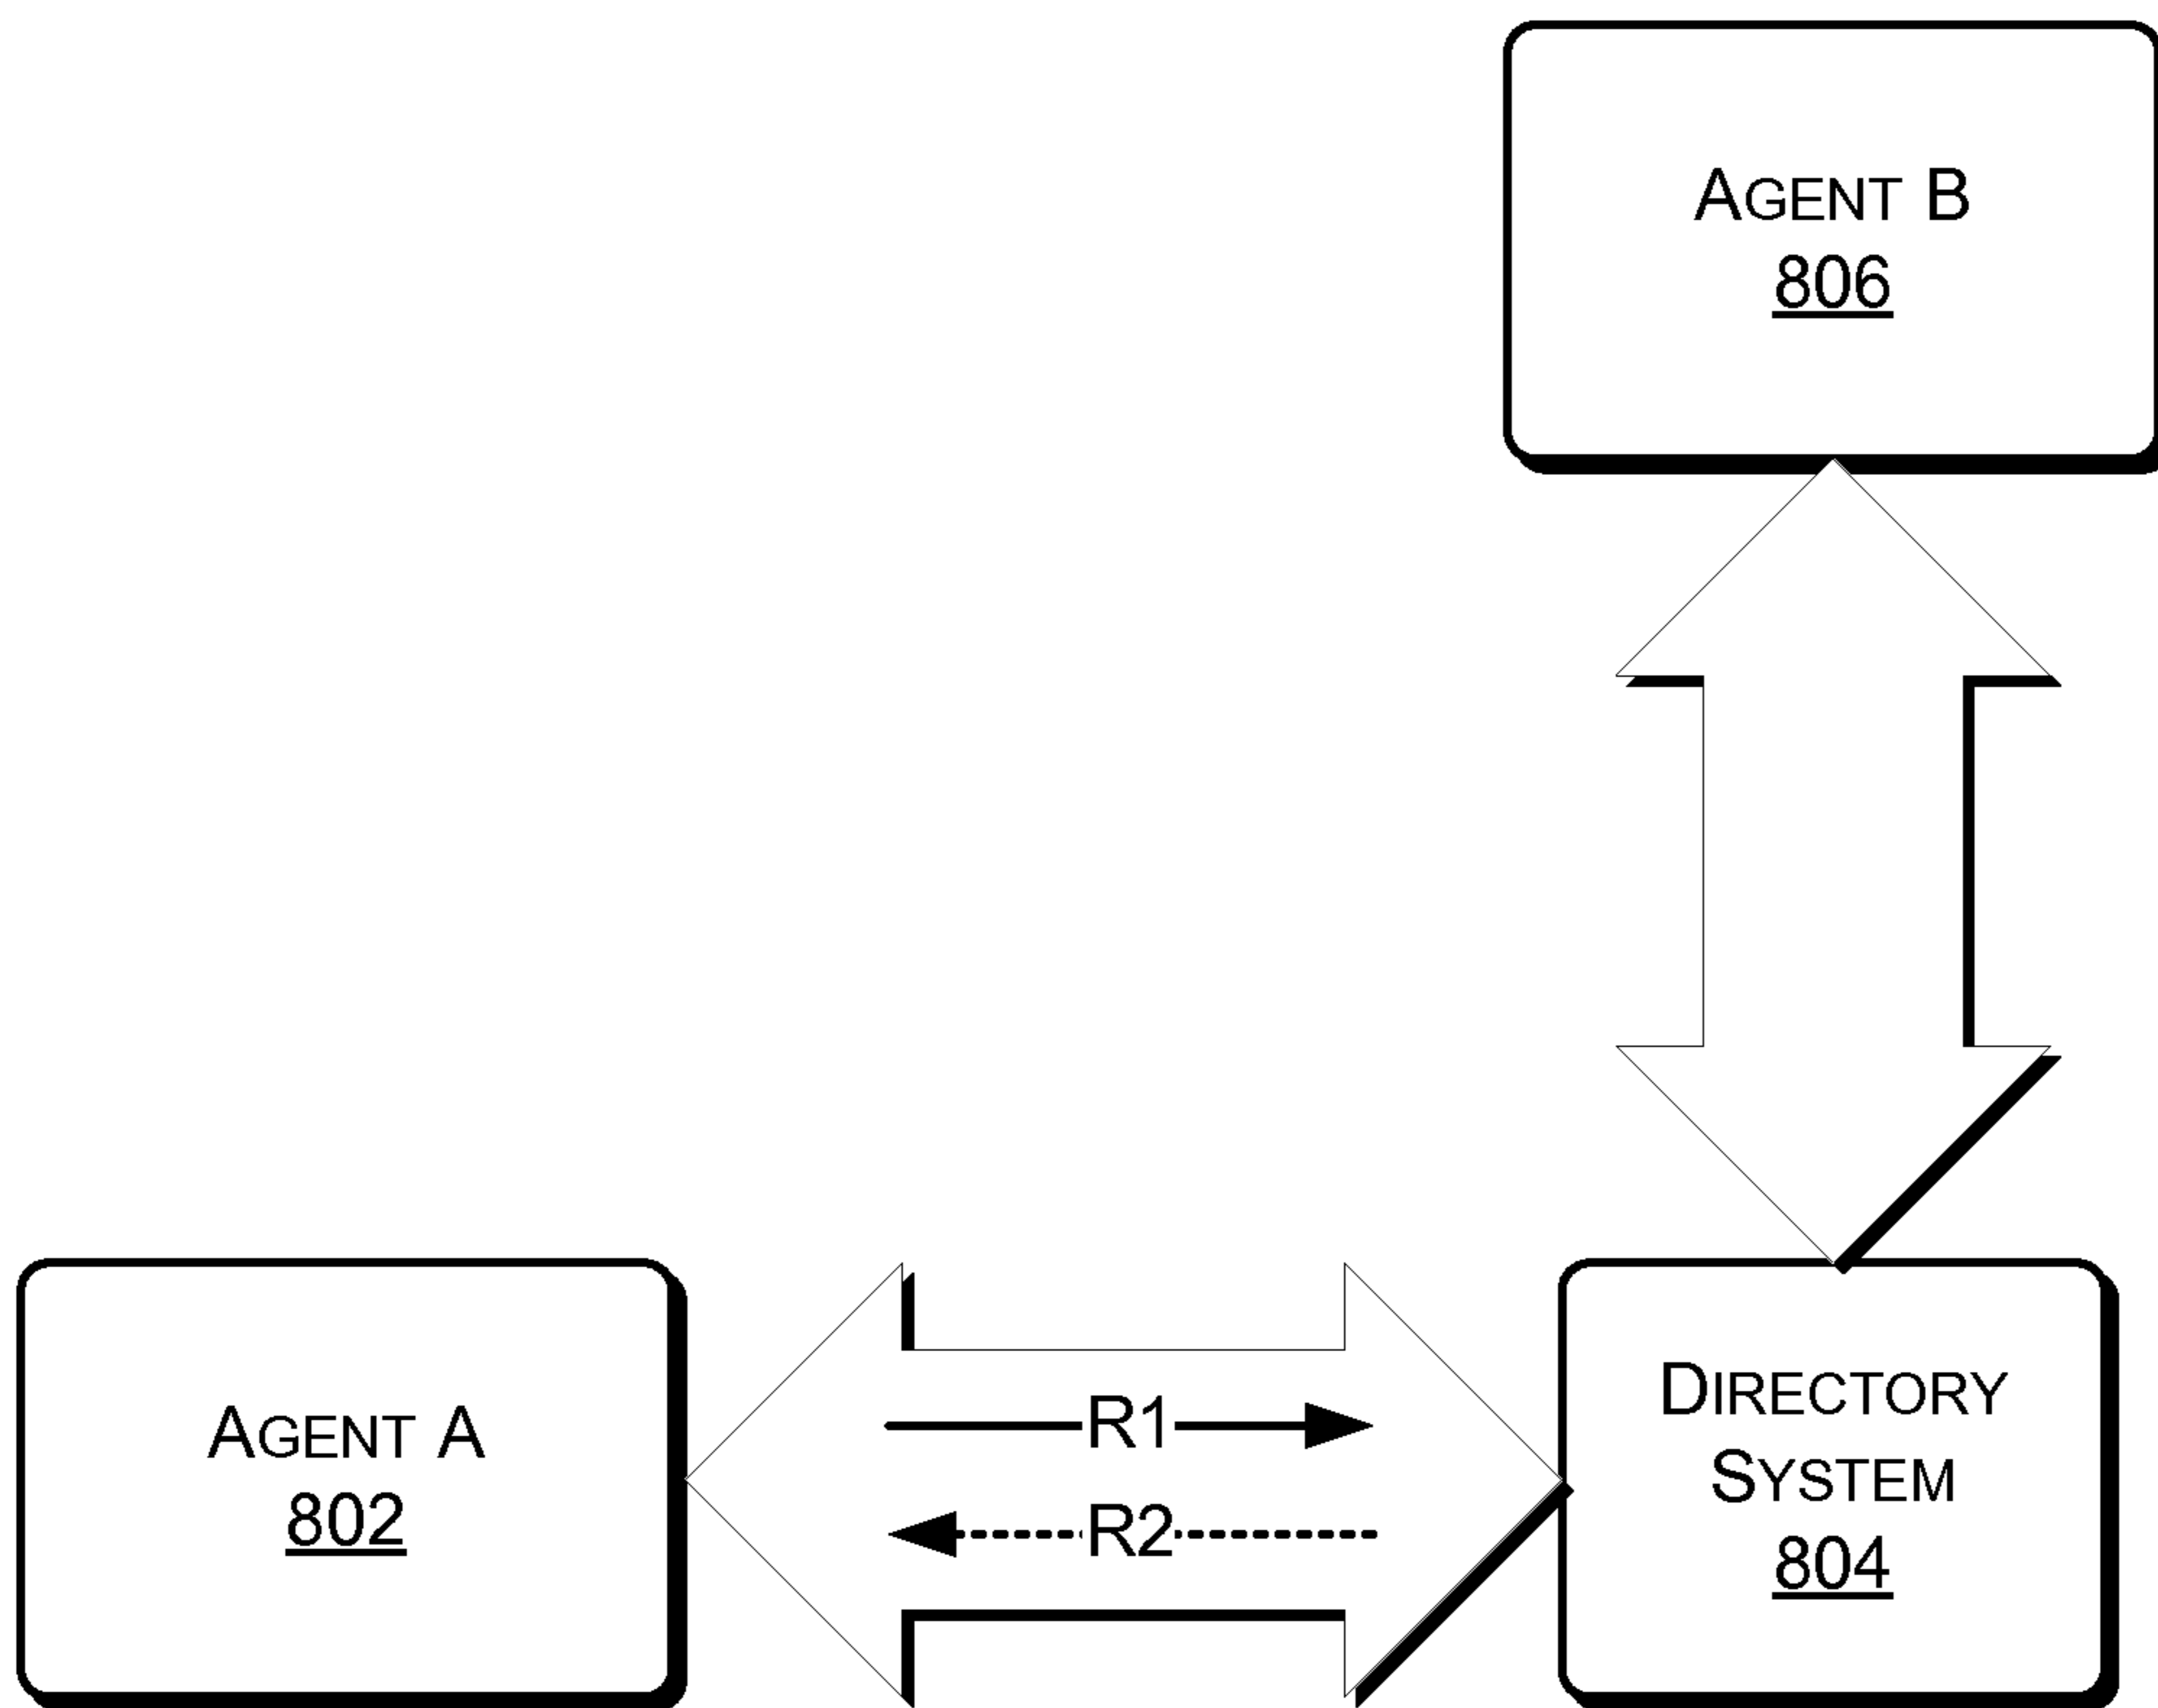 AGENT B
806
R1
AGENT A
802
R2
DIRECTORY
SYSTEM
804